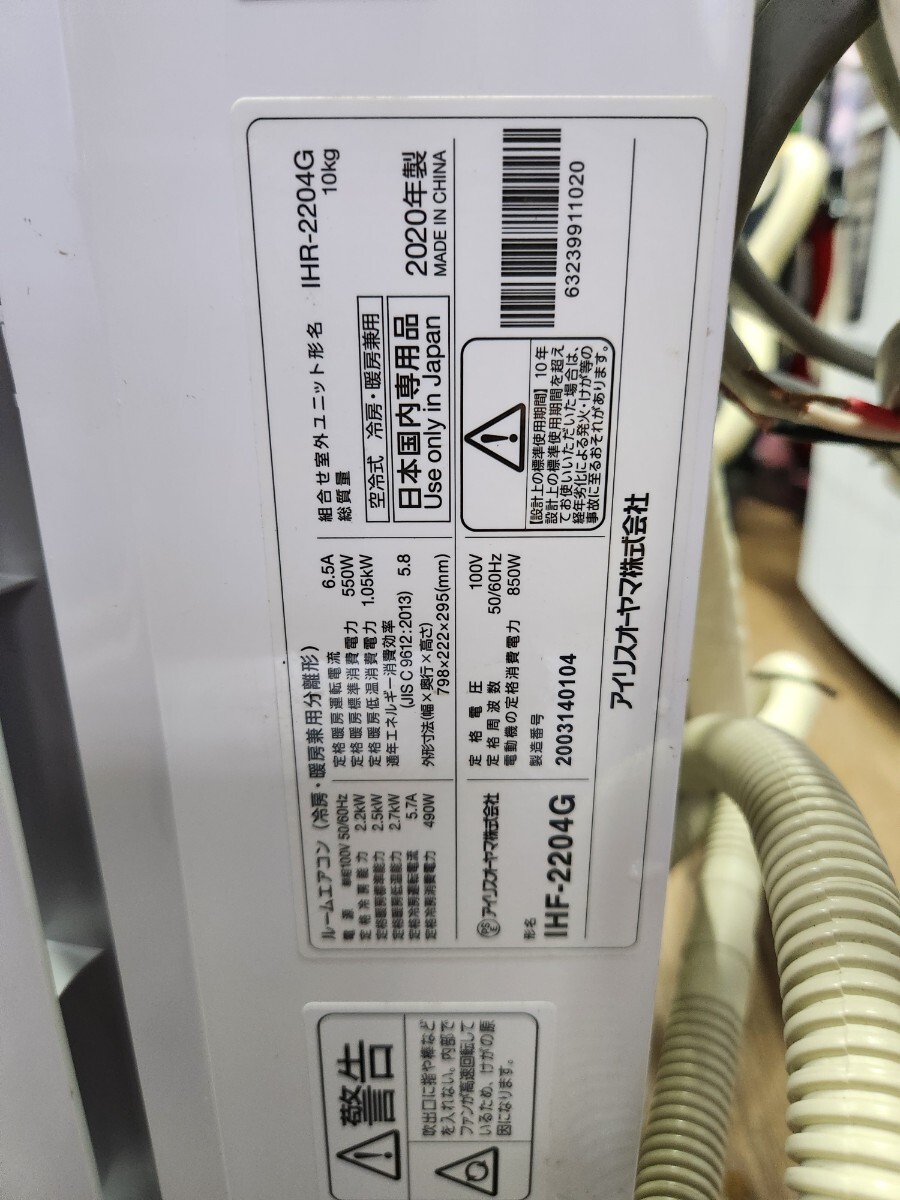 ルームエアコン (冷房・暖房兼用分離形)
電源 単相100V 50/60Hz
定格冷房能力 2.2kW
定格暖房標準能力 2.5kW
定格暖房低温能力 2.7kW
定格冷房運転電流 5.7A
定格冷房消費電力 490W
定格暖房運転電流 6.5A
定格暖房標準消費電力 550W
定格暖房低温消費電力 1.05kW
通年エネルギー消費効率
(JIS C 9612:2013) 5.8
外形寸法(幅×奥行×高さ)
798×222×295(mm)
組合せ室外ユニット形名 IHR-2204G
総質量 10kg
空冷式 冷房・暖房兼用
日本国内専用品
Use only in Japan
2020年製
MADE IN CHINA
PS
E アイリスオーヤマ株式会社
形名
IHF-2204G
定格電圧 100V
定格周波数 50/60Hz
電動機の定格消費電力 850W
製造番号
2003140104
【設計上の標準使用期間】10年
設計上の標準使用期間を超え
てお使いいただいた場合は、
経年劣化による発火・けが等の
事故に至るおそれがあります。
63239911020
アイリスオーヤマ株式会社
警告
吹出口に指や棒など
を入れない。内部で
ファンが高速回転して
いるため、けがの原
因になります。